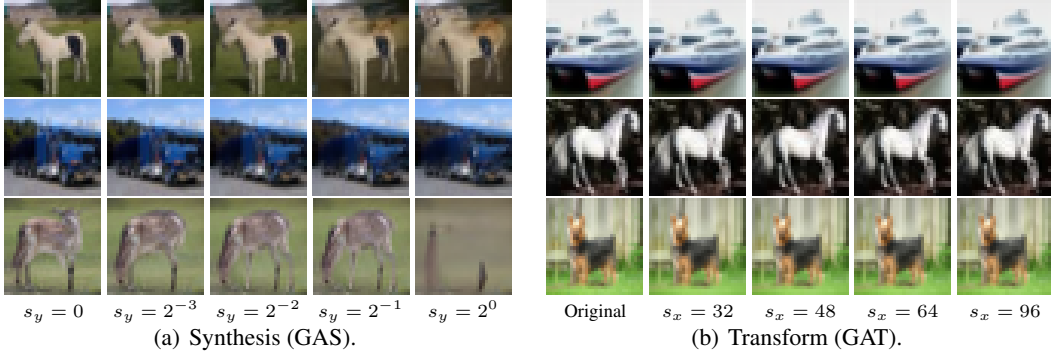 s_y = 0 s_y = 2^{-3} s_y = 2^{-2} s_y = 2^{-1} s_y = 2^0
(a) Synthesis (GAS).
Original s_x = 32 s_x = 48 s_x = 64 s_x = 96
(b) Transform (GAT).